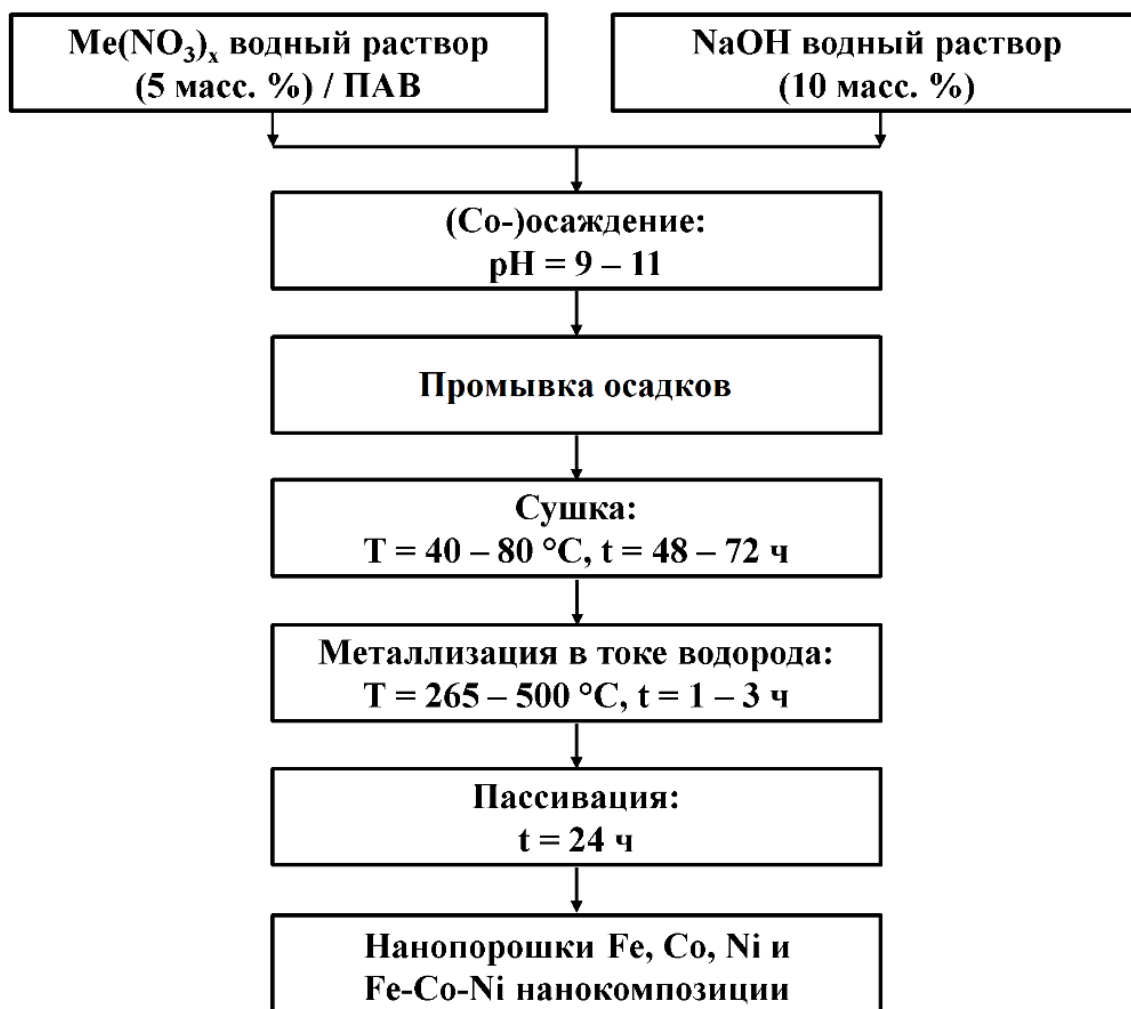 Me(NO₃)ₓ водный раствор
(5 масс. %) / ПАВ
NaOH водный раствор
(10 масс. %)
(Со-)осаждение:
pH = 9 – 11
Промывка осадков
Сушка:
T = 40 – 80 °C, t = 48 – 72 ч
Металлизация в токе водорода:
T = 265 – 500 °C, t = 1 – 3 ч
Пассивация:
t = 24 ч
Нанопорошки Fe, Co, Ni и
Fe-Co-Ni нанокомпозиции